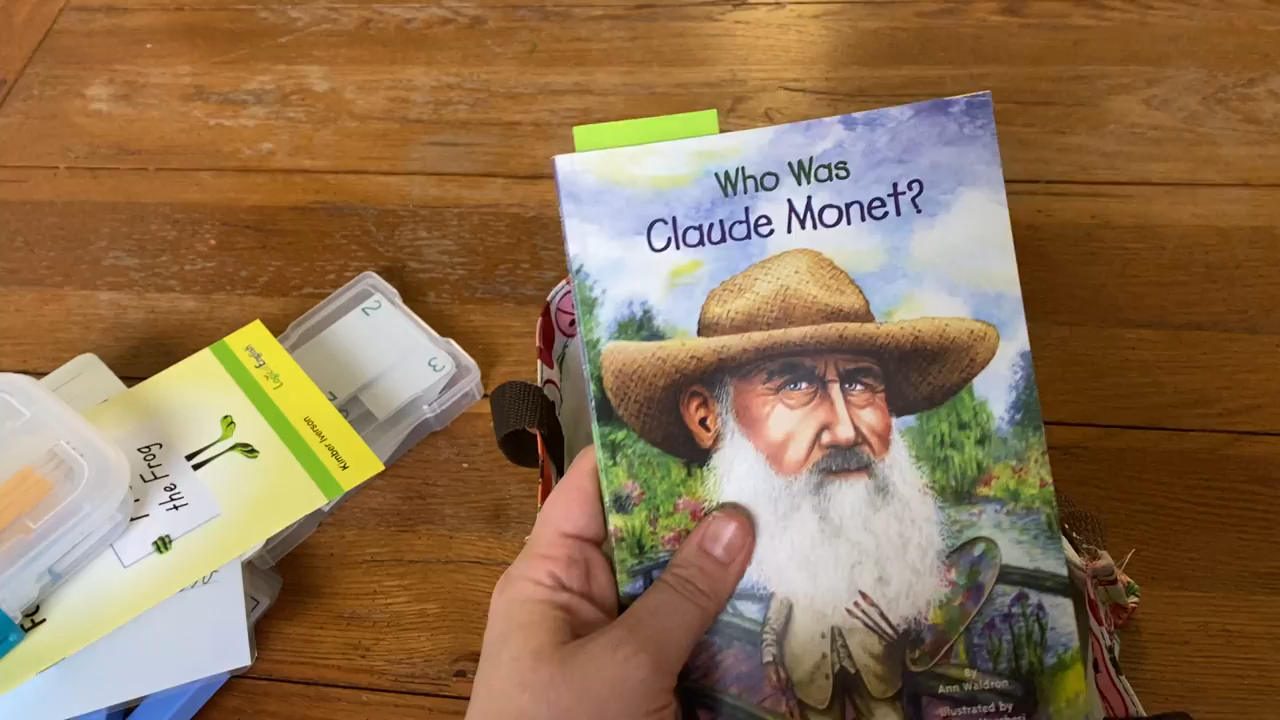 Who Was
Claude Monet?
By
Ann Waldron
Illustrated by
2
3
Logic of English
Kimber Iverson
the Frog